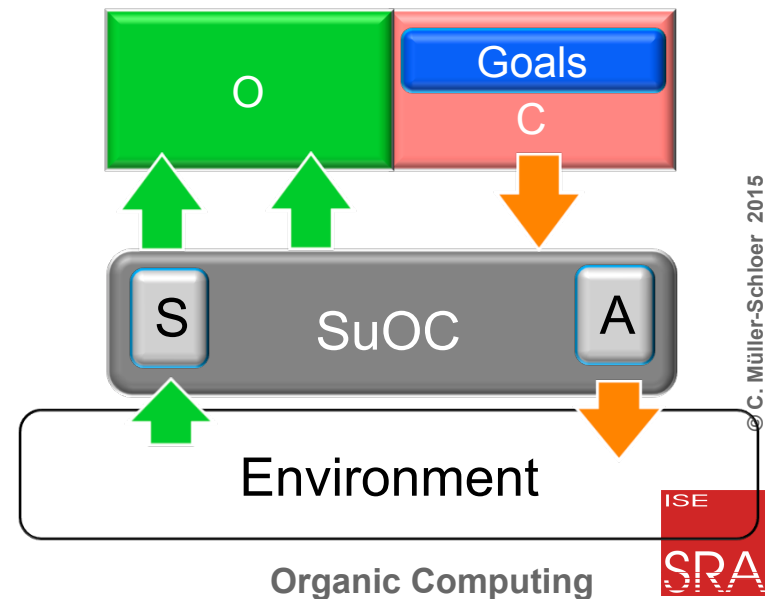 Goals
O
C
S
SuOC
A
Environment
© C. Müller-Schloer 2015
ISE
SRA
Organic Computing